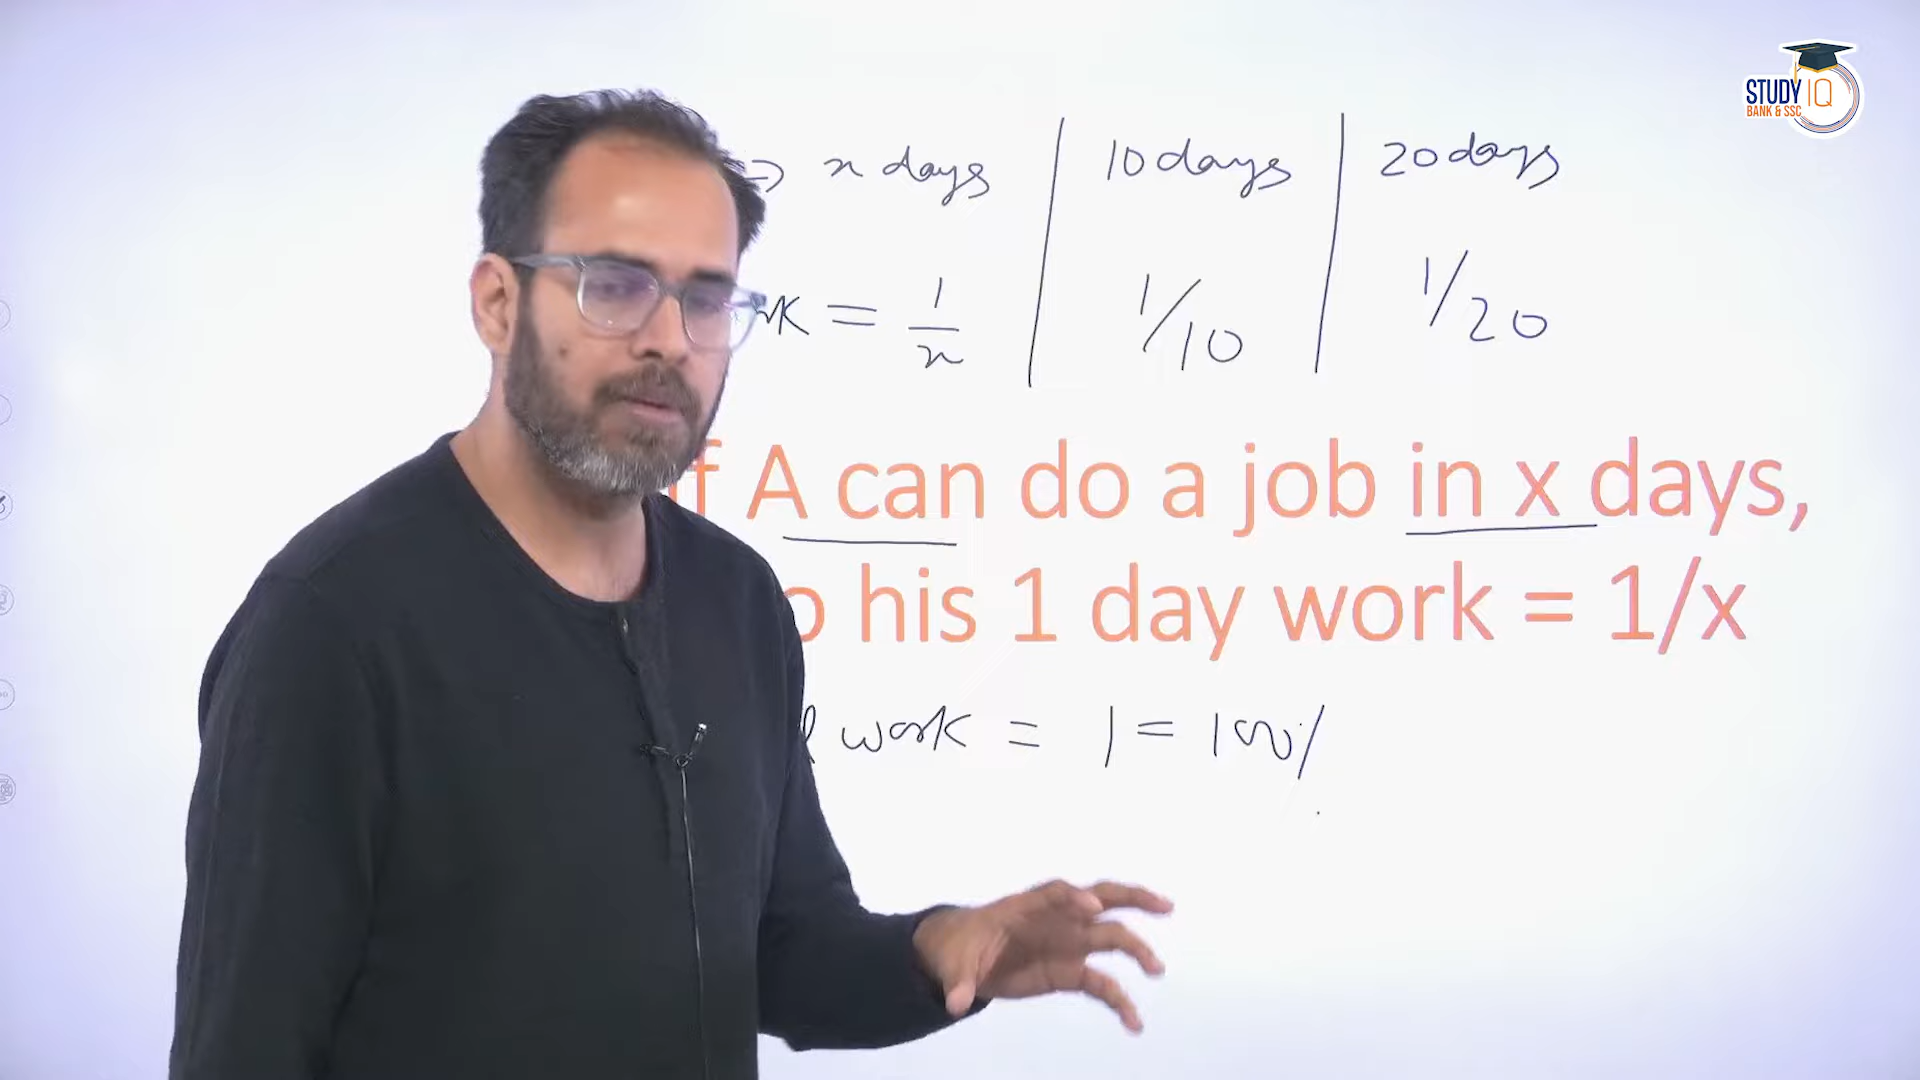 STUDY IQ
BANK & SSC
x days | 10 days | 20 days
= 1/x | 1/10 | 1/20
A can do a job in x days,
his 1 day work = 1/x
work = 1 = 100%